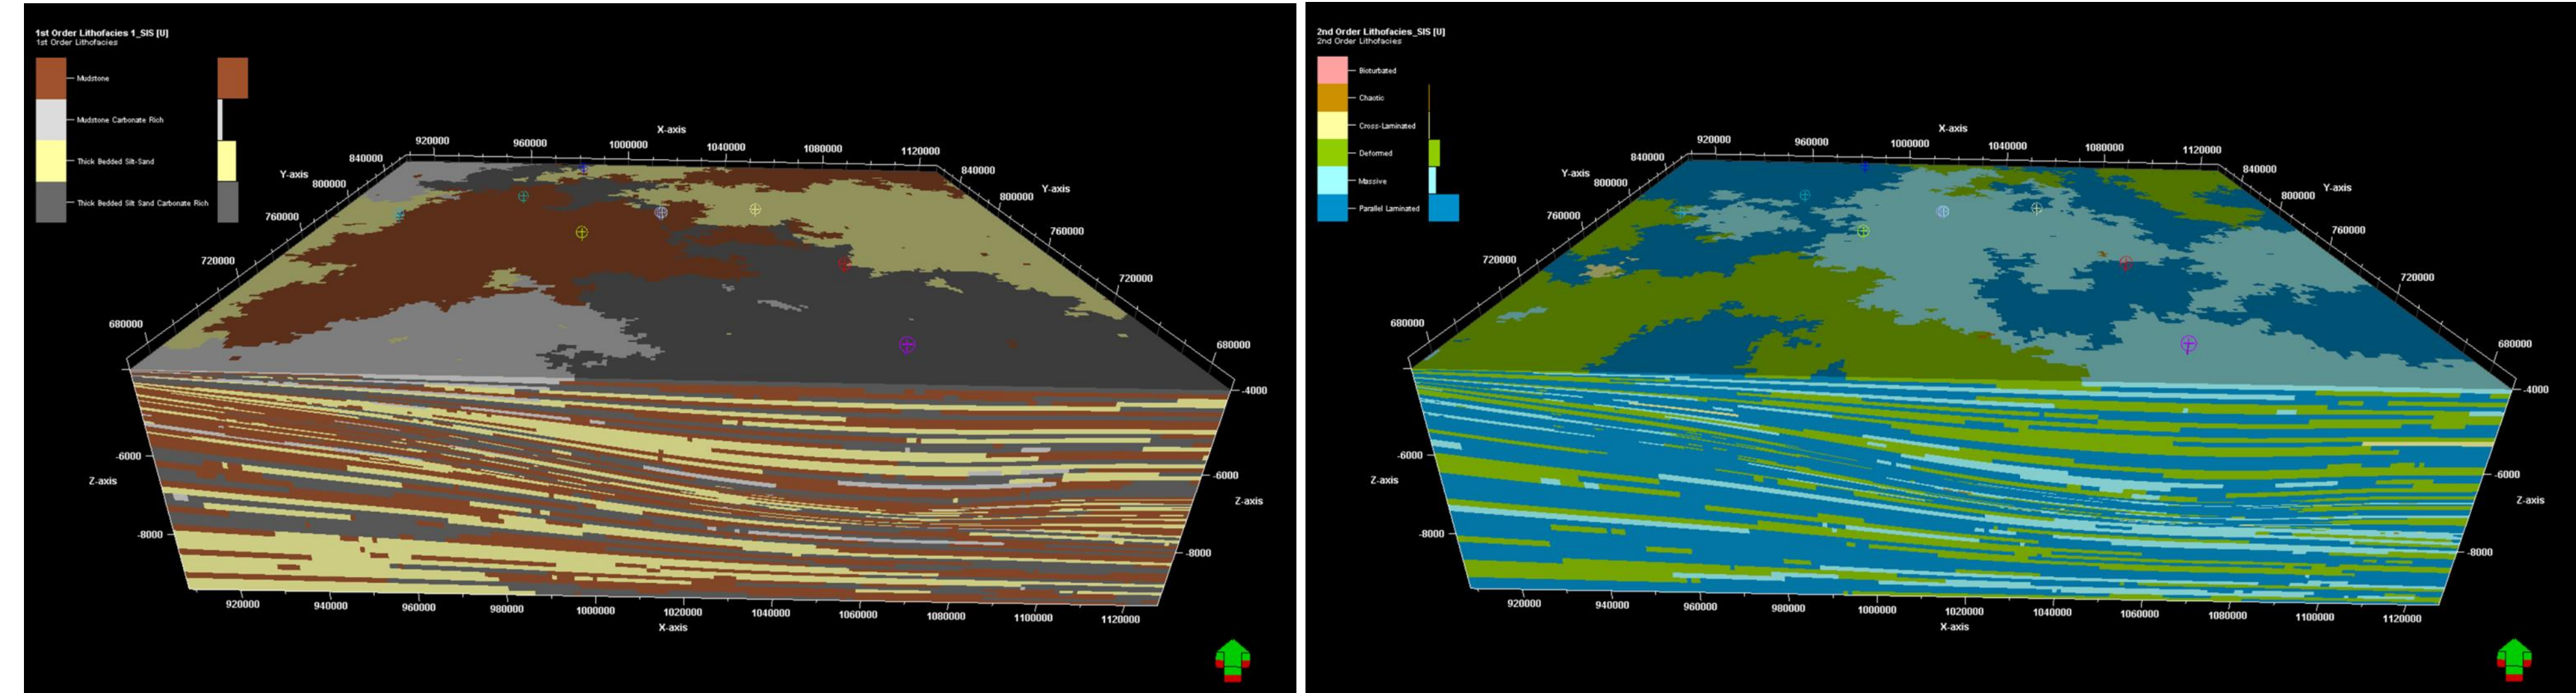 1st Order Lithofacies 1_SIS [U]
1st Order Lithofacies
Mudstone
Mudstone Carbonate Rich
Thick Bedded Silt-Sand
Thick Bedded Silt Sand Carbonate Rich
X-axis
920000
960000
1000000
1040000
1080000
1120000
Y-axis
840000
800000
760000
720000
680000
840000
Y-axis
800000
760000
720000
680000
-4000
-6000
Z-axis
-8000
-6000
Z-axis
-8000
920000
940000
960000
980000
1000000
1020000
1040000
1060000
1080000
1100000
1120000
X-axis
2nd Order Lithofacies_SIS [U]
2nd Order Lithofacies
Bioturbated
Chaotic
Cross-Laminated
Deformed
Massive
Parallel Laminated
X-axis
920000
960000
1000000
1040000
1080000
1120000
840000
Y-axis
800000
760000
720000
680000
840000
Y-axis
800000
760000
720000
680000
-4000
-6000
Z-axis
-8000
-6000
Z-axis
-8000
920000
940000
960000
980000
1000000
1020000
1040000
1060000
1080000
1100000
1120000
X-axis